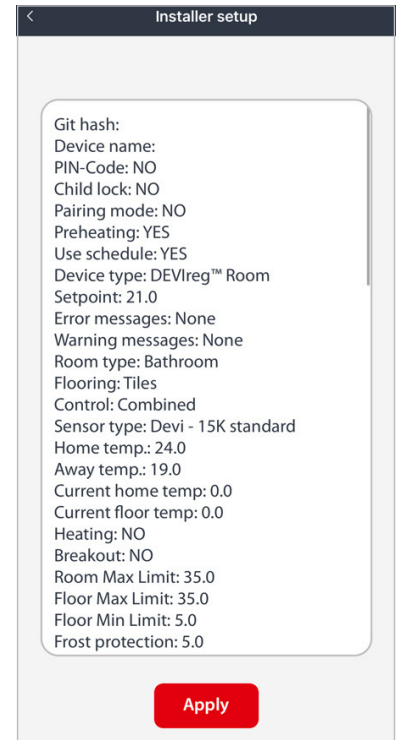 Installer setup
Git hash:
Device name:
PIN-Code: NO
Child lock: NO
Pairing mode: NO
Preheating: YES
Use schedule: YES
Device type: DEVIreg™ Room
Setpoint: 21.0
Error messages: None
Warning messages: None
Room type: Bathroom
Flooring: Tiles
Control: Combined
Sensor type: Devi - 15K standard
Home temp.: 24.0
Away temp.: 19.0
Current home temp: 0.0
Current floor temp: 0.0
Heating: NO
Breakout: NO
Room Max Limit: 35.0
Floor Max Limit: 35.0
Floor Min Limit: 5.0
Frost protection: 5.0
Apply